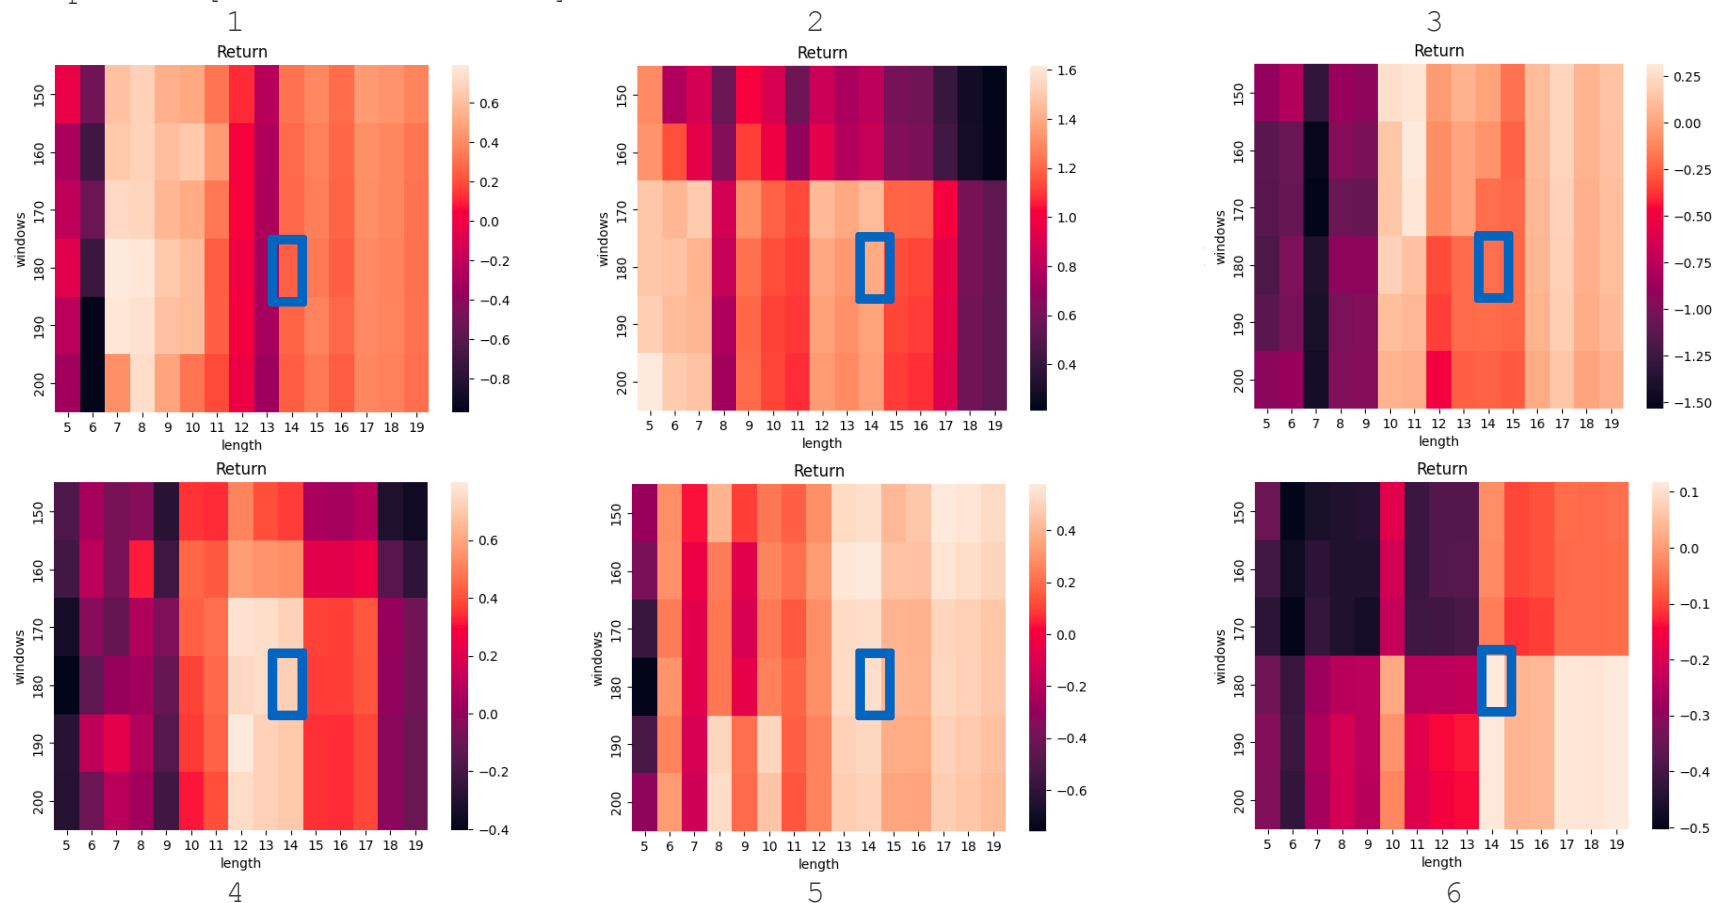 1 2 3
Return Return Return
windows
150 160 170 180 190 200
5 6 7 8 9 10 11 12 13 14 15 16 17 18 19
length
0.6 0.4 0.2 0.0 −0.2 −0.4 −0.6 −0.8
windows
150 160 170 180 190 200
5 6 7 8 9 10 11 12 13 14 15 16 17 18 19
length
1.6 1.4 1.2 1.0 0.8 0.6 0.4
windows
150 160 170 180 190 200
5 6 7 8 9 10 11 12 13 14 15 16 17 18 19
length
0.25 0.00 −0.25 −0.50 −0.75 −1.00 −1.25 −1.50
Return Return Return
windows
150 160 170 180 190 200
5 6 7 8 9 10 11 12 13 14 15 16 17 18 19
length
0.6 0.4 0.2 0.0 −0.2 −0.4
windows
150 160 170 180 190 200
5 6 7 8 9 10 11 12 13 14 15 16 17 18 19
length
0.4 0.2 0.0 −0.2 −0.4 −0.6
windows
150 160 170 180 190 200
5 6 7 8 9 10 11 12 13 14 15 16 17 18 19
length
0.1 0.0 −0.1 −0.2 −0.3 −0.4 −0.5
4 5 6